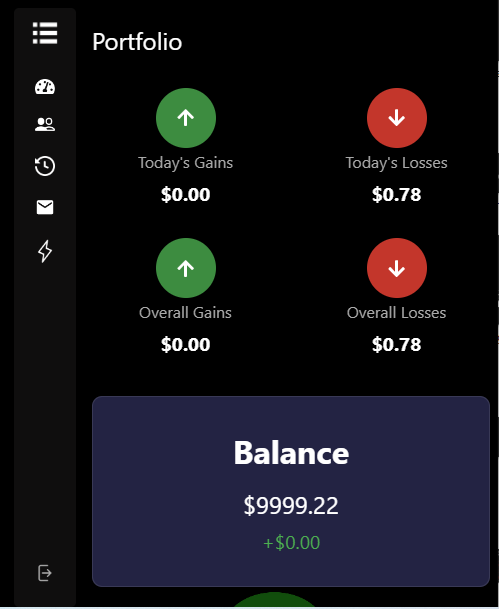 Portfolio
Today's Gains
Today's Losses
$0.00
$0.78
Overall Gains
Overall Losses
$0.00
$0.78
Balance
$9999.22
+$0.00